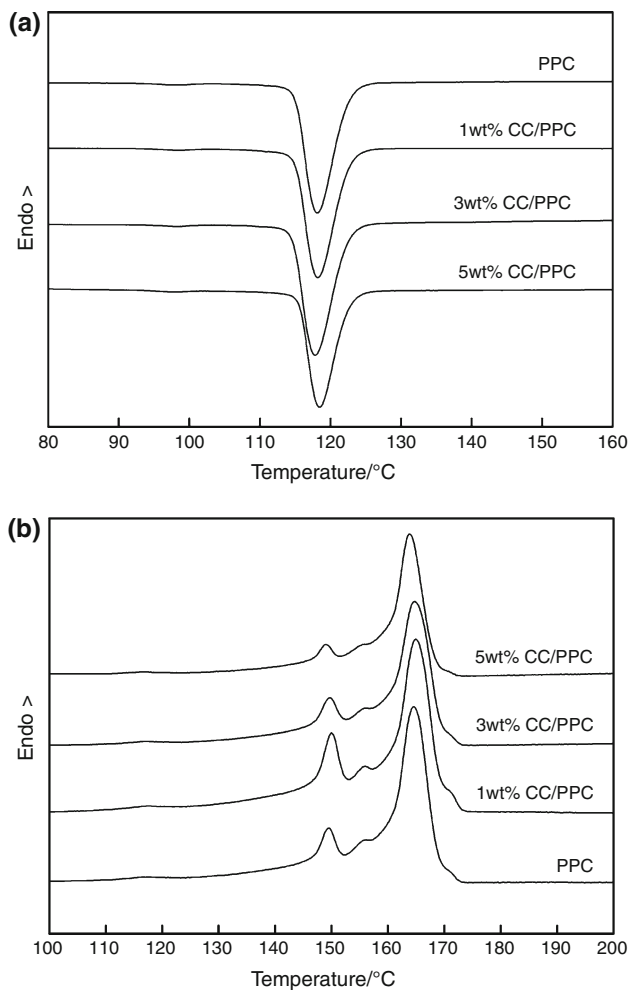 (a)
PPC
1wt% CC/PPC
3wt% CC/PPC
5wt% CC/PPC
Endo >
80 90 100 110 120 130 140 150 160
Temperature/°C
(b)
5wt% CC/PPC
3wt% CC/PPC
1wt% CC/PPC
PPC
Endo >
100 110 120 130 140 150 160 170 180 190 200
Temperature/°C